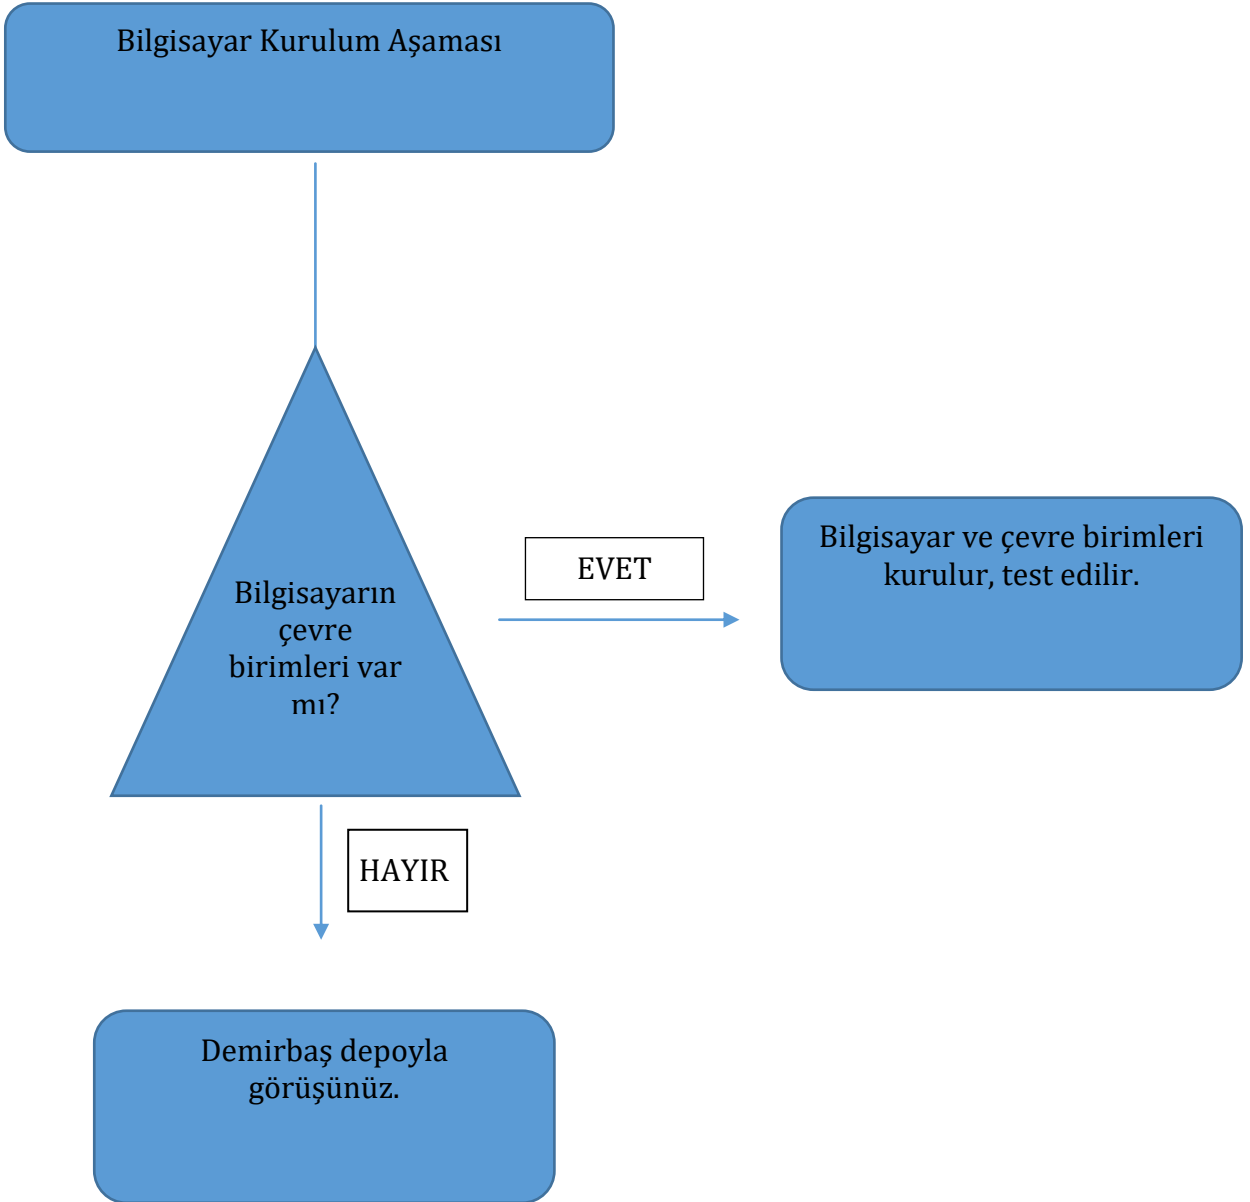 Bilgisayar Kurulum Aşaması
Bilgisayarın
çevre
birimleri var
mı?
EVET
Bilgisayar ve çevre birimleri
kurulur, test edilir.
HAYIR
Demirbaş depoyla
görüşünüz.